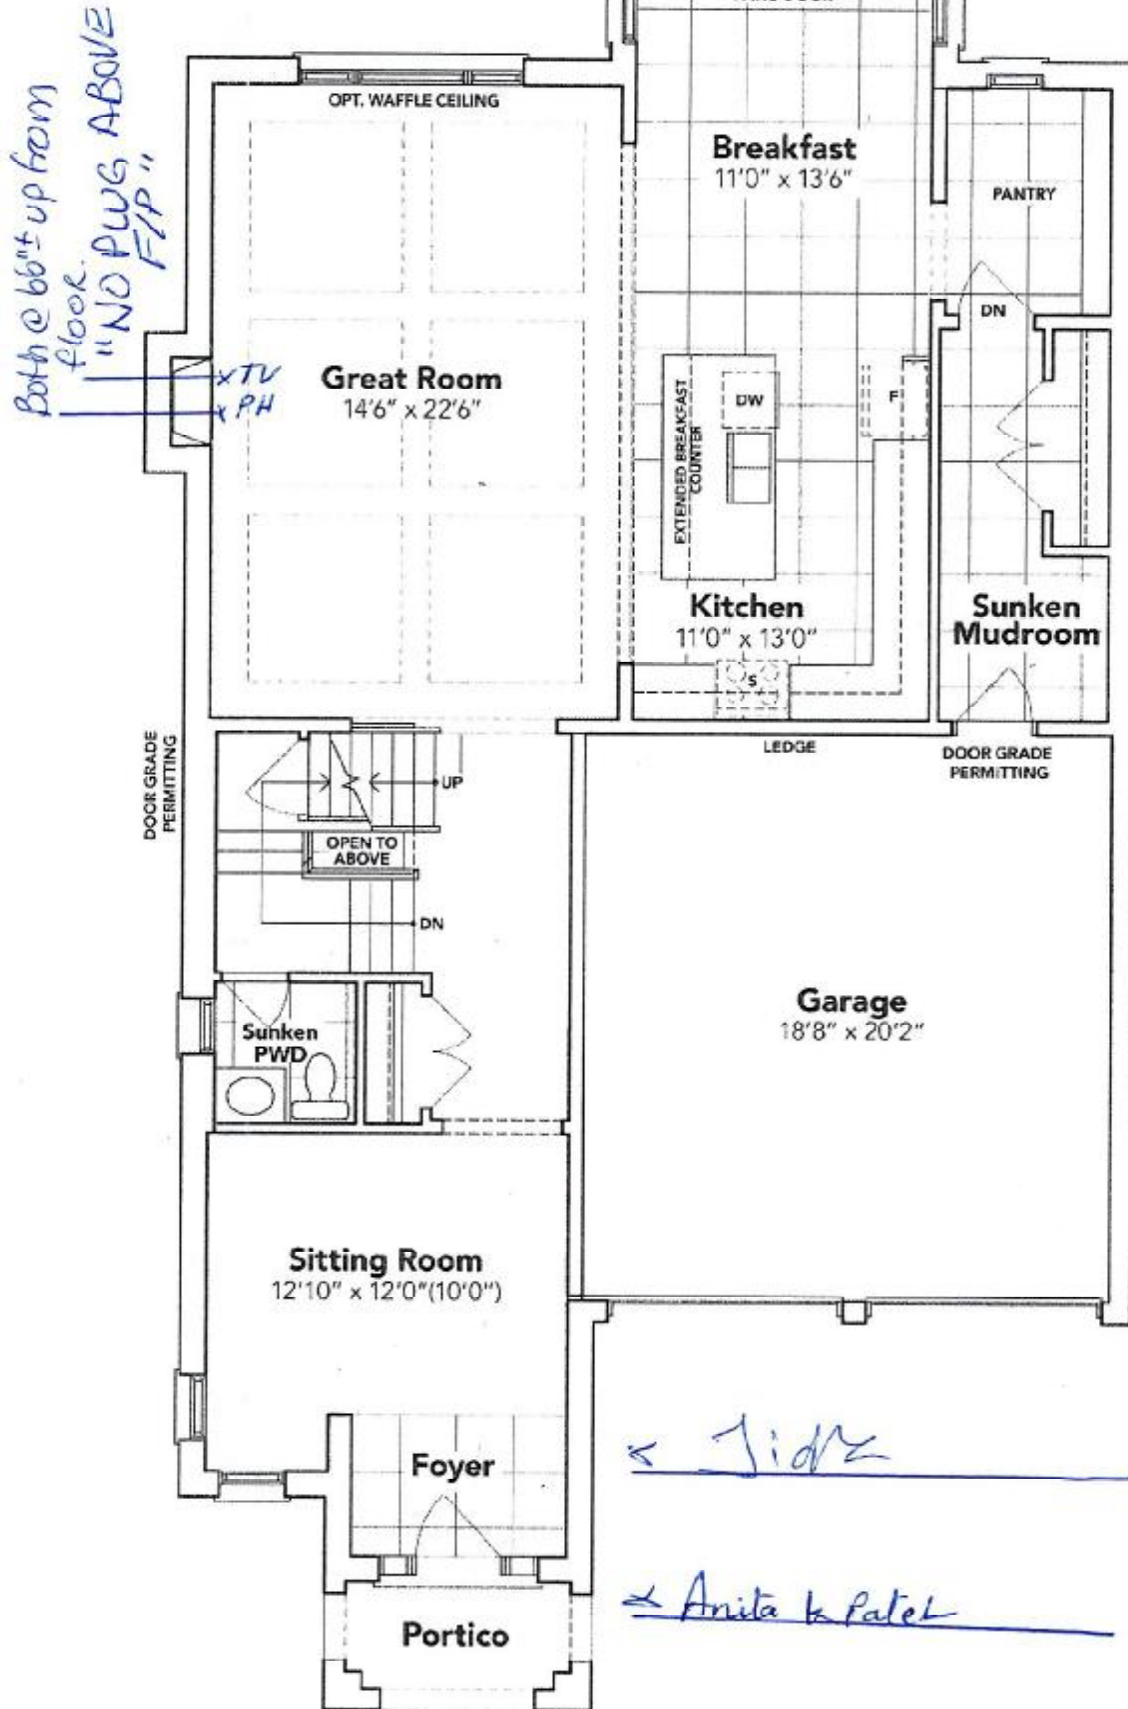 Both @ 66"± up from
floor.
"NO PLUG ABOVE
F/P"
OPT. WAFFLE CEILING
Breakfast
11'0" x 13'6"
PANTRY
DN
x TV
x PH
Great Room
14'6" x 22'6"
EXTENDED BREAKFAST
COUNTER
DW
F
Kitchen
11'0" x 13'0"
S
Sunken
Mudroom
DOOR GRADE
PERMITTING
LEDGE
DOOR GRADE
PERMITTING
UP
OPEN TO
ABOVE
DN
Sunken
PWD
Garage
18'8" x 20'2"
Sitting Room
12'10" x 12'0"(10'0")
Foyer
x Anita k Patel
Portico